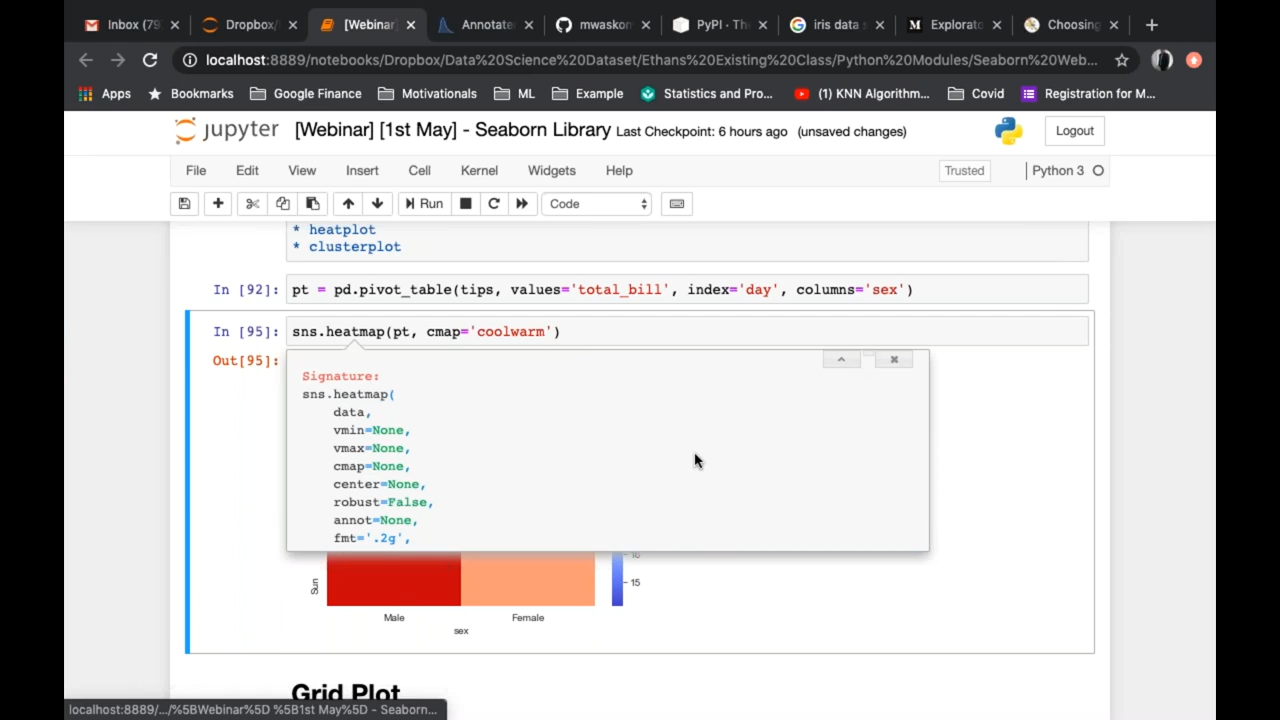 Inbox (79
Dropbox/
[Webinar
Annotate
mwaskom
PyPI · Th
iris data s
Explorato
Choosing
localhost:8889/notebooks/Dropbox/Data%20Science%20Dataset/Ethans%20Existing%20Class/Python%20Modules/Seaborn%20Web...
Apps Bookmarks Google Finance Motivationals ML Example Statistics and Pro... (1) KNN Algorithm... Covid Registration for M...
jupyter [Webinar] [1st May] - Seaborn Library Last Checkpoint: 6 hours ago (unsaved changes) Logout
File Edit View Insert Cell Kernel Widgets Help Trusted Python 3
Run Code
* heatplot
* clusterplot
In [92]: pt = pd.pivot_table(tips, values='total_bill', index='day', columns='sex')
In [95]: sns.heatmap(pt, cmap='coolwarm')
Out[95]:
Signature:
sns.heatmap(
data,
vmin=None,
vmax=None,
cmap=None,
center=None,
robust=False,
annot=None,
fmt='.2g',
Sun
15
Male Female
sex
Grid Plot
localhost:8889/.../%5BWebinar%5D %5B1st May%5D - Seaborn...